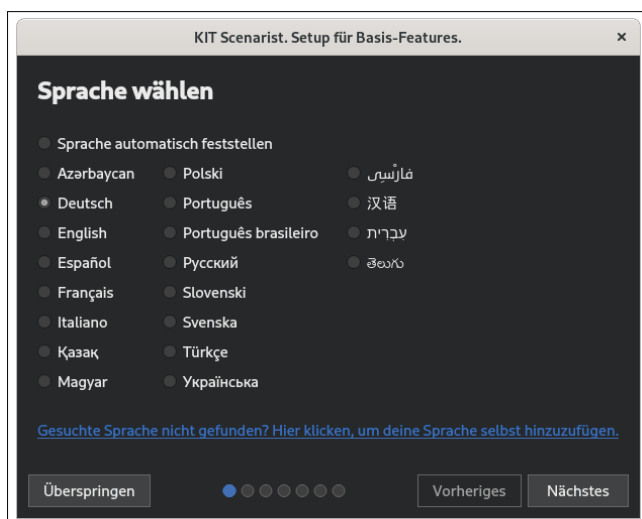 KIT Scenarist. Setup für Basis-Features.
Sprache wählen
Sprache automatisch feststellen
Azərbaycan Polski فارْسِی
Deutsch Português 汉语
English Português brasileiro עִבְרִית
Español Русский తెలుగు
Français Slovenski
Italiano Svenska
Қазақ Türkçe
Magyar Українська
Gesuchte Sprache nicht gefunden? Hier klicken, um deine Sprache selbst hinzuzufügen.
Überspringen Vorheriges Nächstes